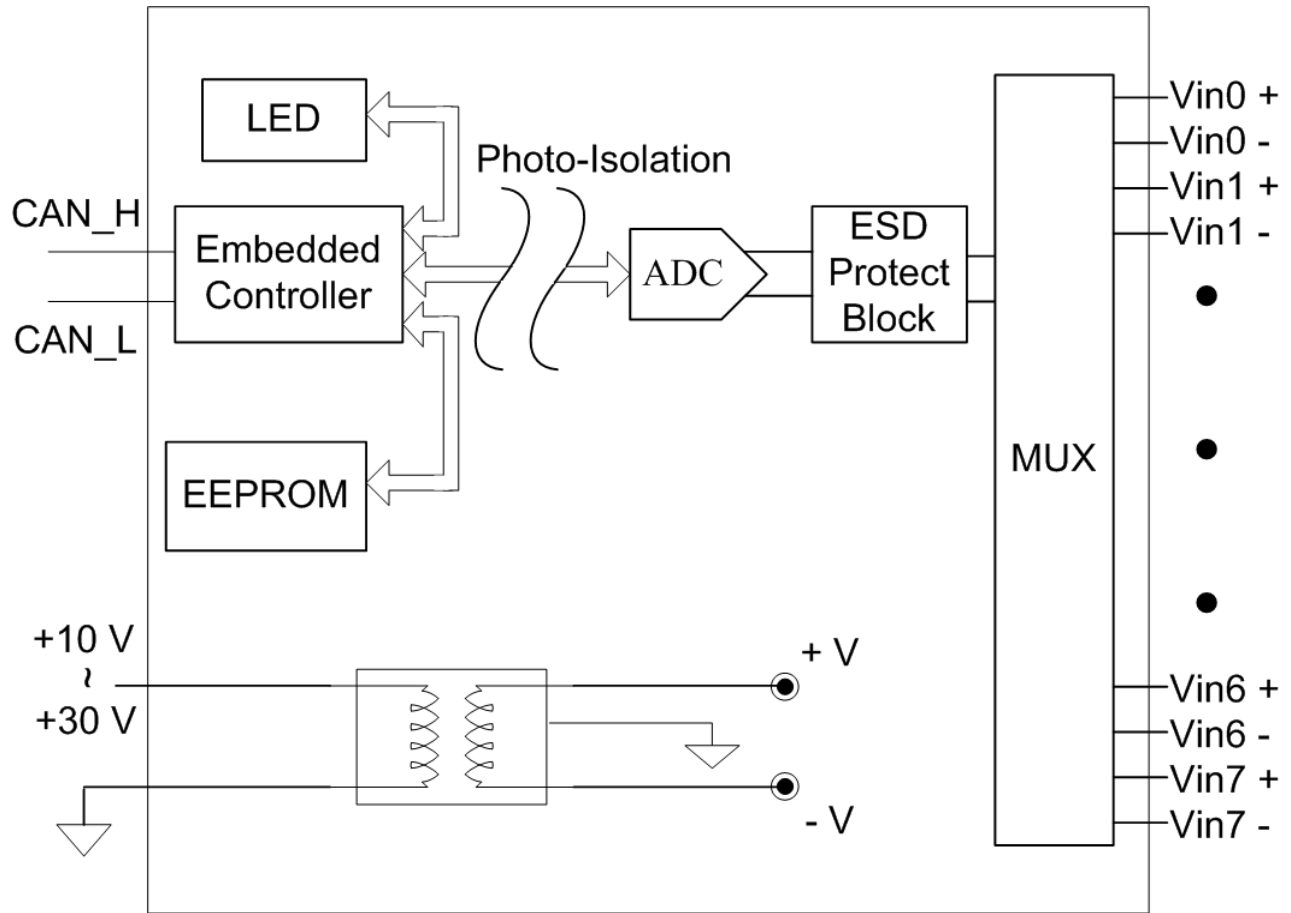 LED
Photo-Isolation
CAN_H
Embedded
Controller
CAN_L
ADC
ESD
Protect
Block
EEPROM
MUX
Vin0 +
Vin0 -
Vin1 +
Vin1 -
Vin6 +
Vin6 -
Vin7 +
Vin7 -
+10 V
~
+30 V
+ V
- V